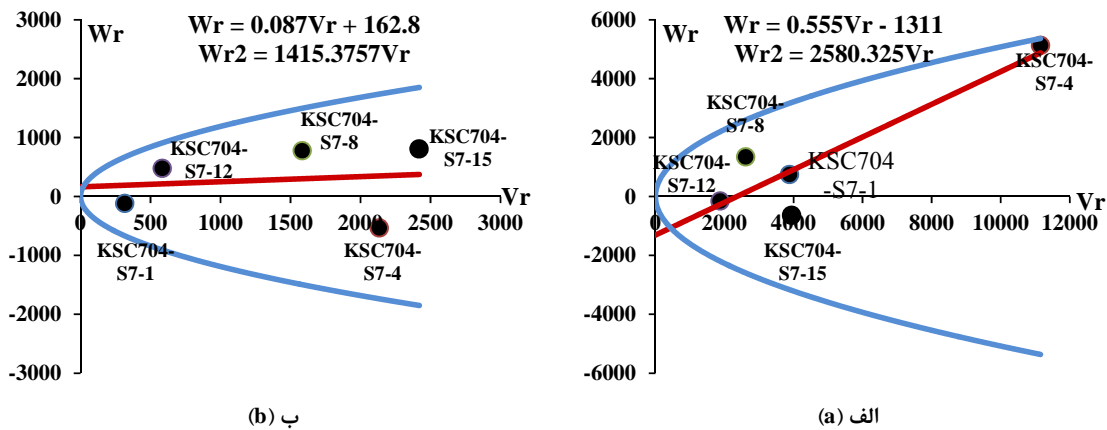 Wr = 0.087Vr + 162.8
Wr2 = 1415.3757Vr
Wr
3000
2000
1000
0
-1000
-2000
-3000
0
500
1000
1500
2000
2500
3000
Vr
KSC704-
S7-12
KSC704-
S7-8
KSC704-
S7-15
KSC704-
S7-1
KSC704-
S7-4
ب (b)
Wr = 0.555Vr - 1311
Wr2 = 2580.325Vr
Wr
6000
4000
2000
0
-2000
-4000
-6000
0
2000
4000
6000
8000
10000
12000
Vr
KSC704-
S7-4
KSC704-
S7-8
KSC704-
S7-12
KSC704
-S7-1
KSC704-
S7-15
الف (a)